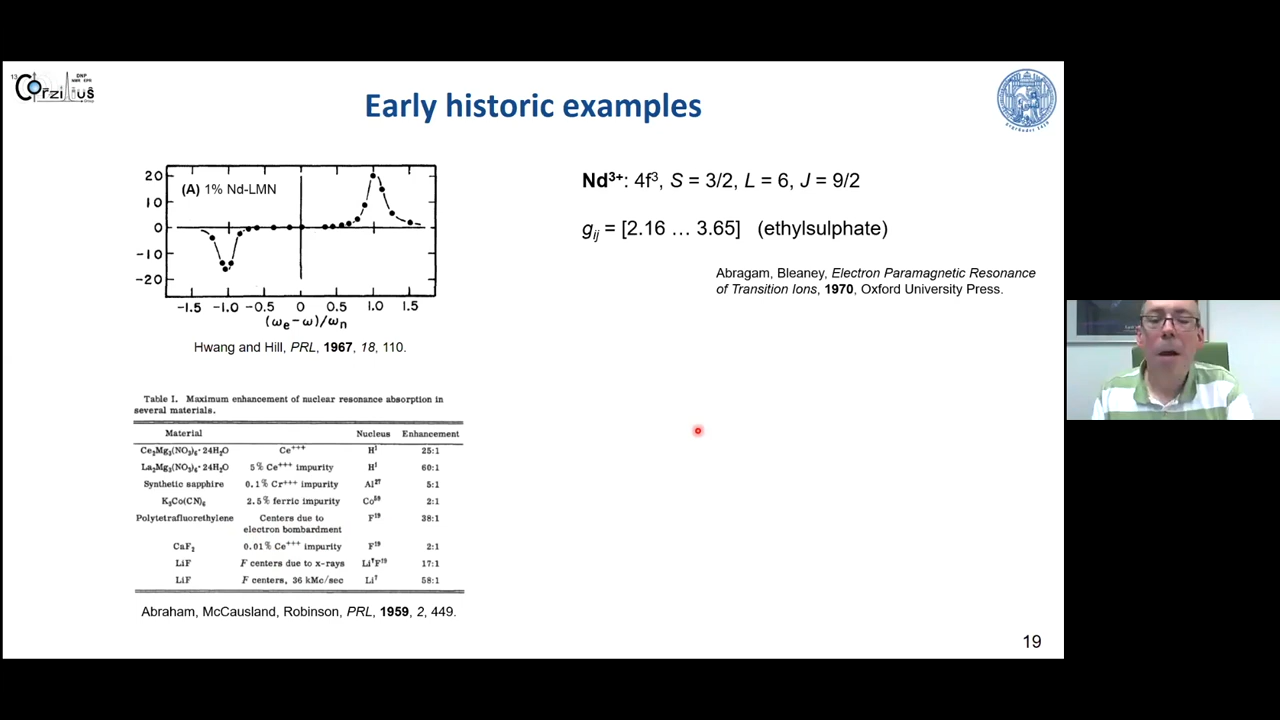 13
Corzilius
DNP
NMR EPR
Group
Early historic examples
20
10
0
-10
-20
(A) 1% Nd-LMN
-1.5 -1.0 -0.5 0 0.5 1.0 1.5
(ωe-ω)/ωn
Hwang and Hill, PRL, 1967, 18, 110.
Nd³⁺: 4f³, S = 3/2, L = 6, J = 9/2
gij = [2.16 … 3.65] (ethylsulphate)
Abragam, Bleaney, Electron Paramagnetic Resonance
of Transition Ions, 1970, Oxford University Press.
Table I. Maximum enhancement of nuclear resonance absorption in
several materials.
Material Nucleus Enhancement
Ce₂Mg₃(NO₃)₆·24H₂O Ce⁺⁺⁺ H¹ 25:1
La₂Mg₃(NO₃)₆·24H₂O 5% Ce⁺⁺⁺ impurity H¹ 60:1
Synthetic sapphire 0.1% Cr⁺⁺⁺ impurity Al²⁷ 5:1
K₃Co(CN)₆ 2.5% ferric impurity Co⁵⁹ 2:1
Polytetrafluorethylene Centers due to F¹⁹ 38:1
electron bombardment
CaF₂ 0.01% Ce⁺⁺⁺ impurity F¹⁹ 2:1
LiF F centers due to x-rays Li⁷F¹⁹ 17:1
LiF F centers, 36 kMc/sec Li⁷ 58:1
Abraham, McCausland, Robinson, PRL, 1959, 2, 449.
19